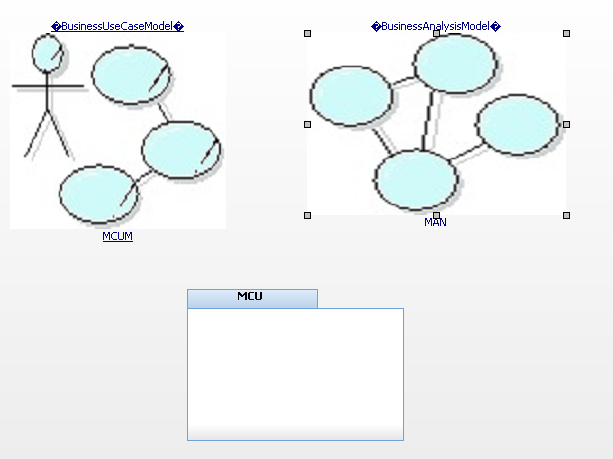 �BusinessUseCaseModel�
�BusinessAnalysisModel�
MCUM
MAN
MCU